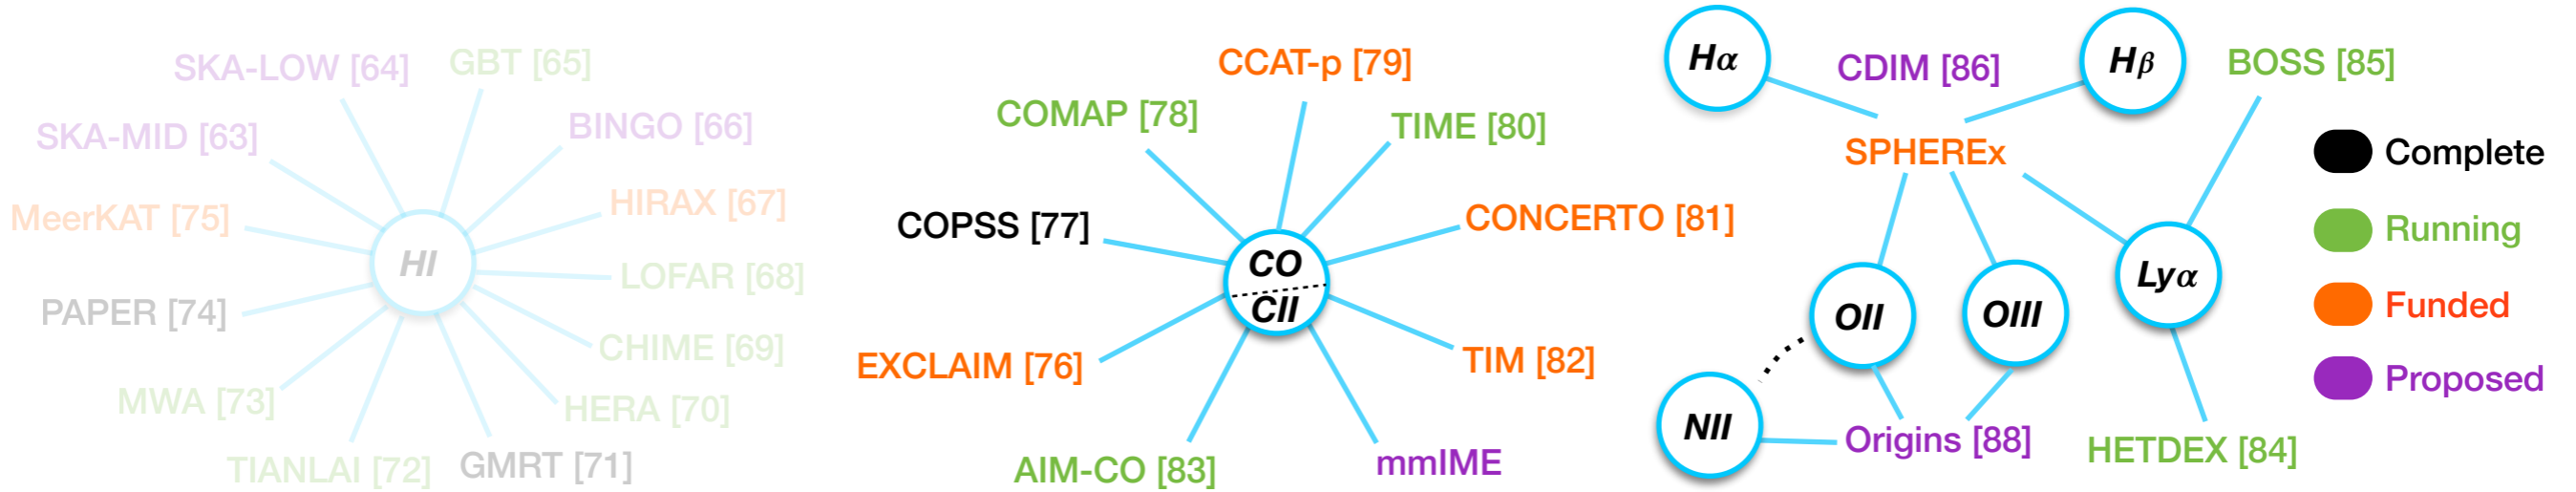 SKA-LOW [64]
GBT [65]
SKA-MID [63]
BINGO [66]
MeerKAT [75]
HIRAX [67]
HI
LOFAR [68]
PAPER [74]
CHIME [69]
MWA [73]
HERA [70]
TIANLAI [72]
GMRT [71]
CCAT-p [79]
COMAP [78]
TIME [80]
COPSS [77]
CONCERTO [81]
CO
CII
EXCLAIM [76]
TIM [82]
AIM-CO [83]
mmIME
Hα
CDIM [86]
Hβ
BOSS [85]
SPHEREx
OII
OIII
Lyα
NII
Origins [88]
HETDEX [84]
Complete
Running
Funded
Proposed